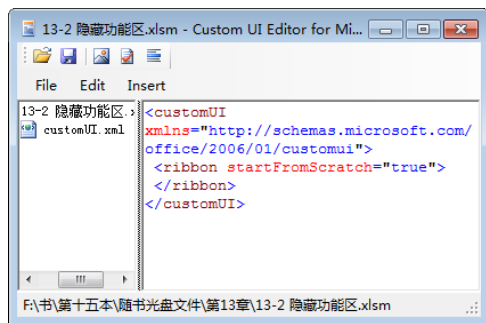 13-2 隐藏功能区.xlsm - Custom UI Editor for Mi...
File Edit Insert
13-2 隐藏功能区.
customUI.xml
<customUI
xmlns="http://schemas.microsoft.com/
office/2006/01/customui">
<ribbon startFromScratch="true">
</ribbon>
</customUI>
F:\书\第十五本\随书光盘文件\第13章\13-2 隐藏功能区.xlsm